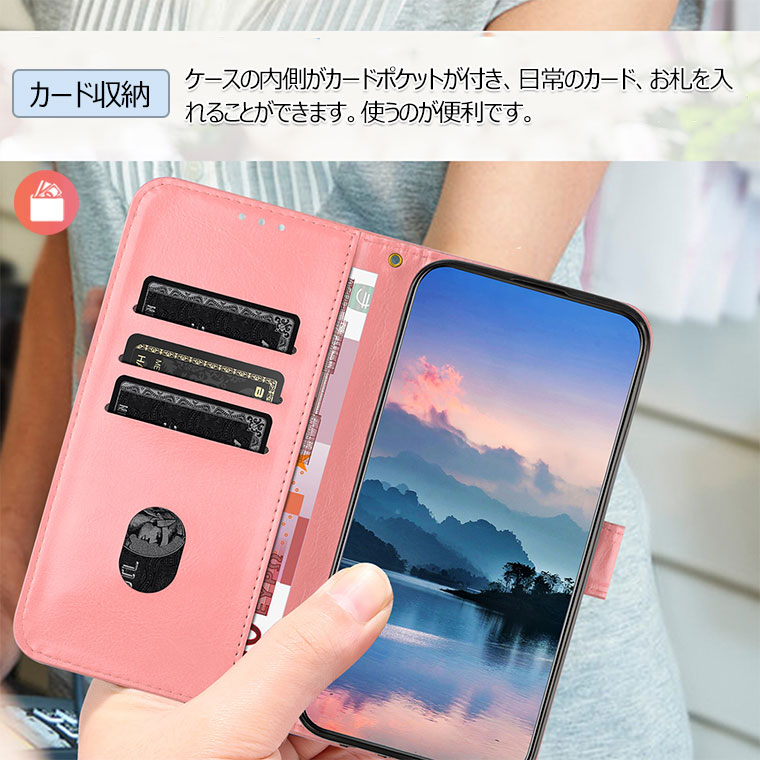 カード収納
ケースの内側がカードポケットが付き、日常のカード、お札を入
れることができます。使うのが便利です。